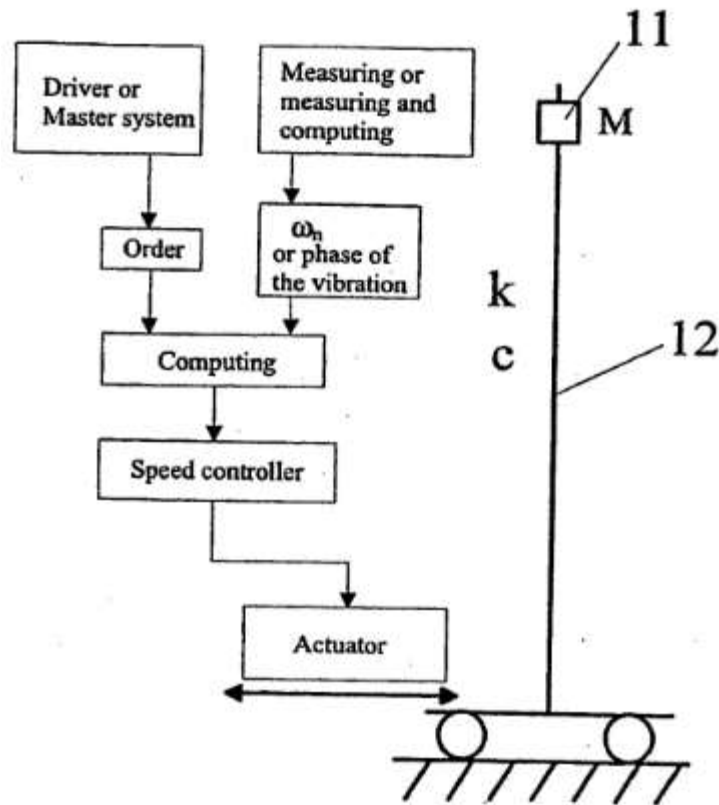 Driver or
Master system
Measuring or
measuring and
computing
11
M
Order
ωn
or phase of
the vibration
k
c
12
Computing
Speed controller
Actuator